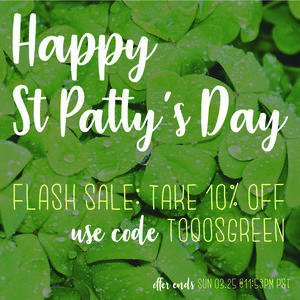 Happy
St Patty's Day
FLASH SALE: TAKE 10% OFF
use code TOOOSGREEN
offer ends SUN 03.25 @11:59PM PST